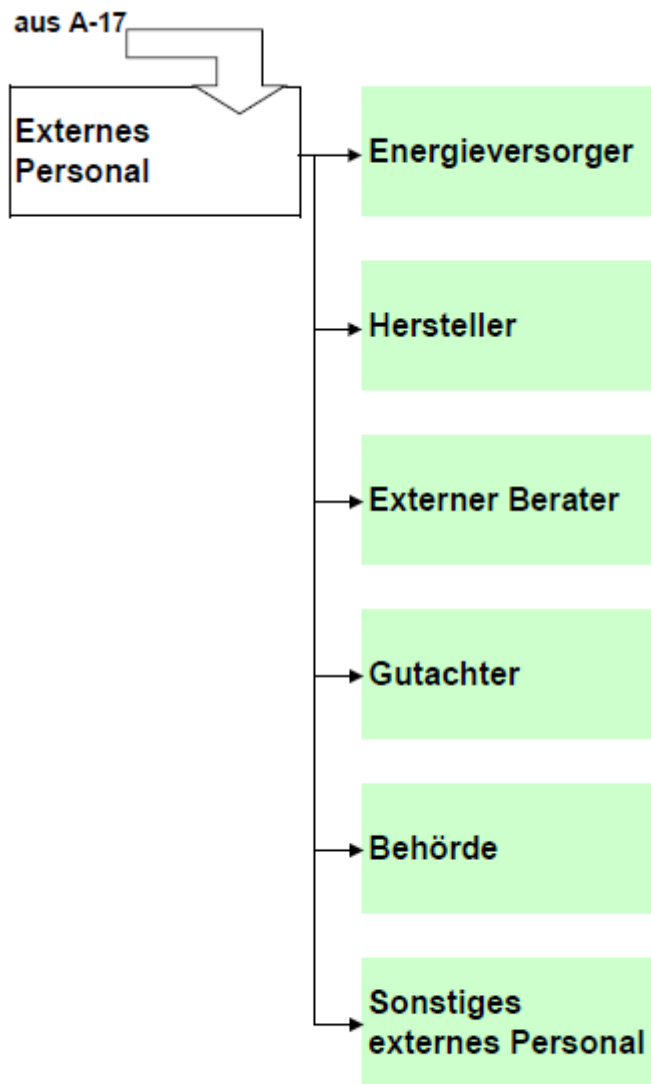 aus A-17
Externes
Personal
Energieversorger
Hersteller
Externer Berater
Gutachter
Behörde
Sonstiges
externes Personal